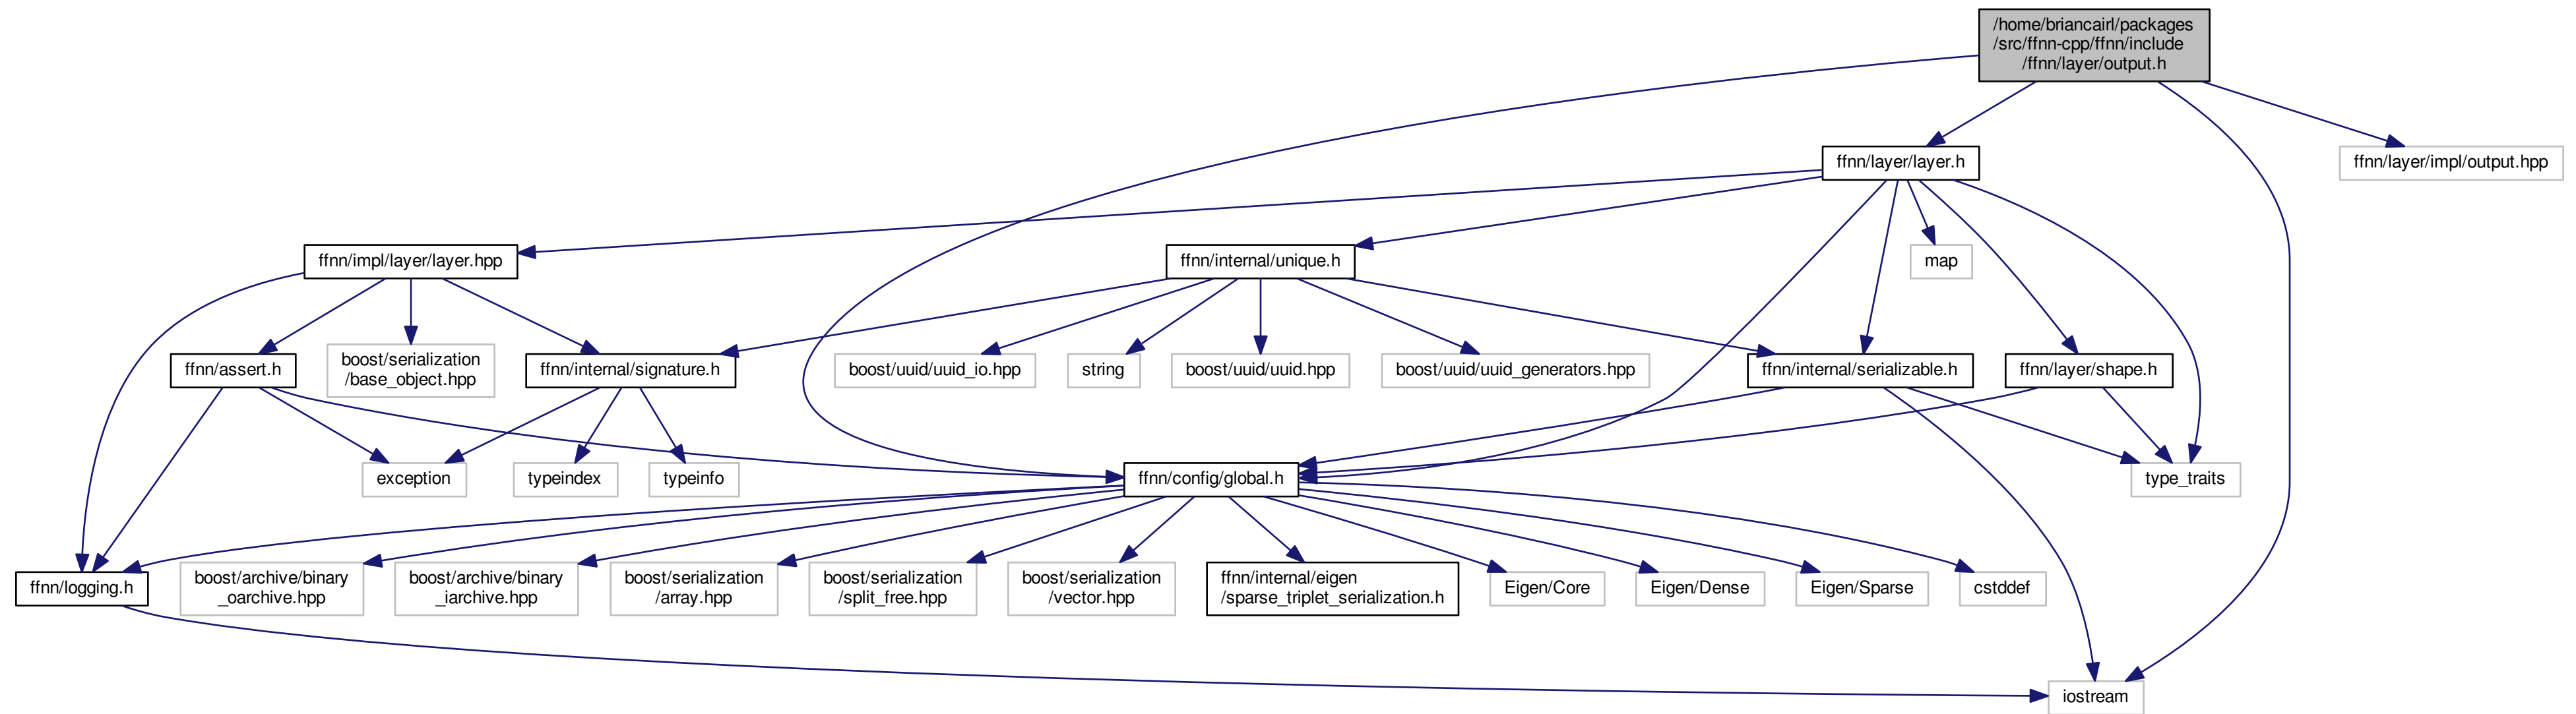 /home/briancairl/packages
/src/ffnn-cpp/ffnn/include
/ffnn/layer/output.h
ffnn/layer/layer.h
ffnn/layer/impl/output.hpp
ffnn/impl/layer/layer.hpp
ffnn/internal/unique.h
map
ffnn/assert.h
boost/serialization
/base_object.hpp
ffnn/internal/signature.h
boost/uuid/uuid_io.hpp
string
boost/uuid/uuid.hpp
boost/uuid/uuid_generators.hpp
ffnn/internal/serializable.h
ffnn/layer/shape.h
exception
typeindex
typeinfo
ffnn/config/global.h
type_traits
ffnn/logging.h
boost/archive/binary
_oarchive.hpp
boost/archive/binary
_iarchive.hpp
boost/serialization
/array.hpp
boost/serialization
/split_free.hpp
boost/serialization
/vector.hpp
ffnn/internal/eigen
/sparse_triplet_serialization.h
Eigen/Core
Eigen/Dense
Eigen/Sparse
cstddef
iostream